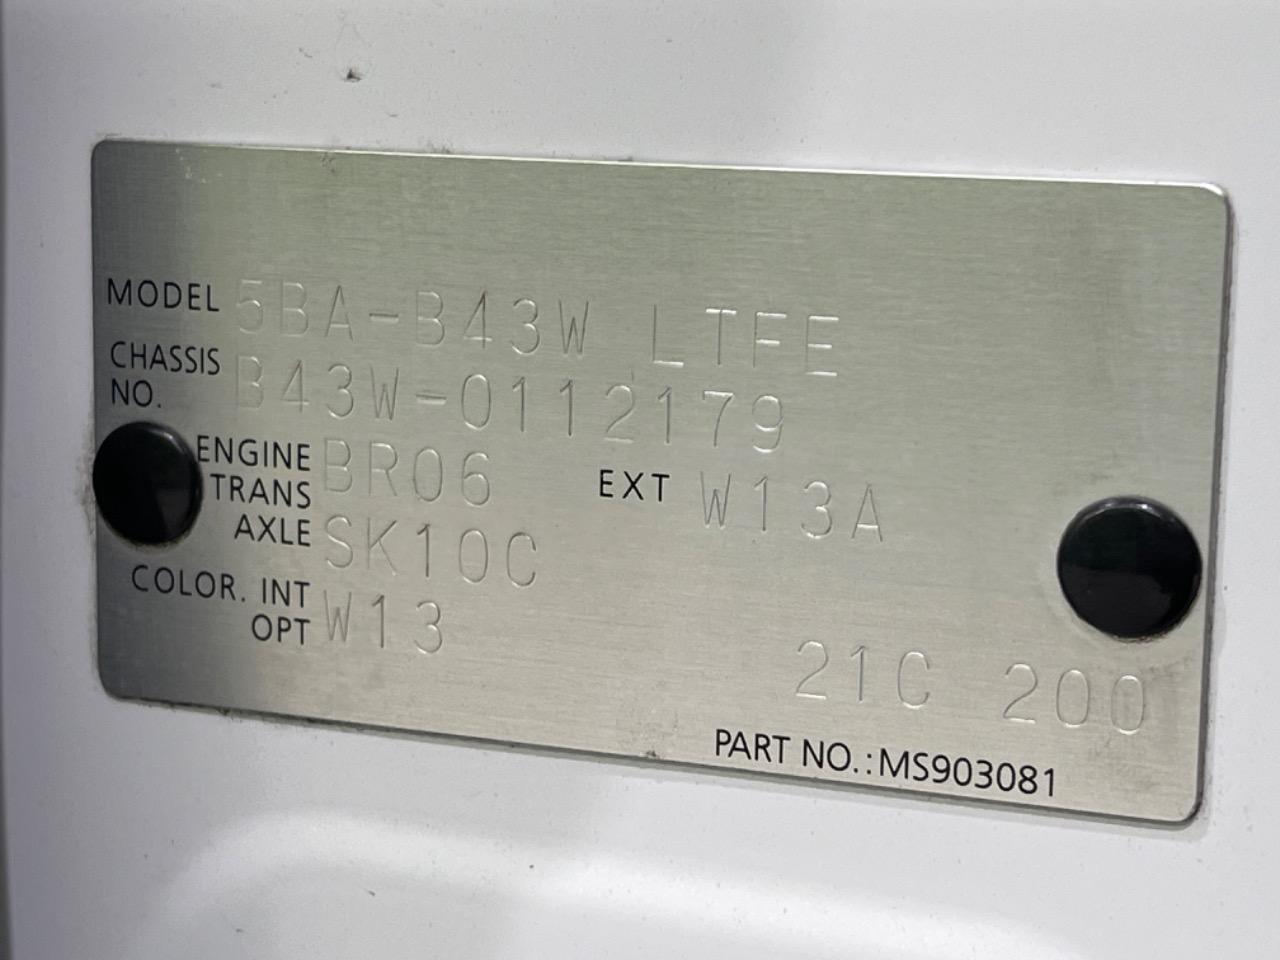 MODEL 5BA-B43W LTFE
CHASSIS NO. B43W-0112179
ENGINE BR06 EXT W13A
TRANS AXLE SK10C
COLOR. INT OPT W13
21C 200
PART NO.:MS903081